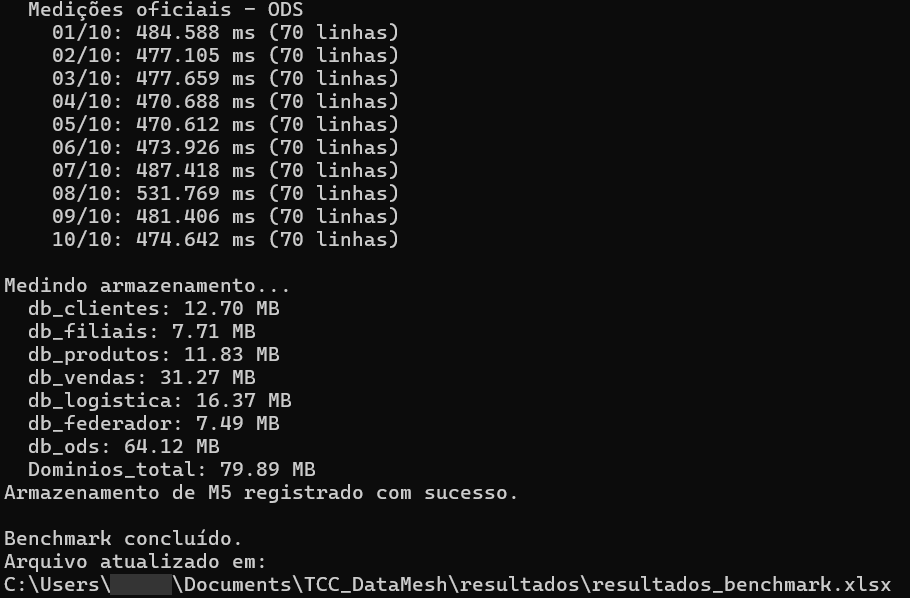 Medições oficiais – ODS
01/10: 484.588 ms (70 linhas)
02/10: 477.105 ms (70 linhas)
03/10: 477.659 ms (70 linhas)
04/10: 470.688 ms (70 linhas)
05/10: 470.612 ms (70 linhas)
06/10: 473.926 ms (70 linhas)
07/10: 487.418 ms (70 linhas)
08/10: 531.769 ms (70 linhas)
09/10: 481.406 ms (70 linhas)
10/10: 474.642 ms (70 linhas)
Medindo armazenamento...
db_clientes: 12.70 MB
db_filiais: 7.71 MB
db_produtos: 11.83 MB
db_vendas: 31.27 MB
db_logistica: 16.37 MB
db_federador: 7.49 MB
db_ods: 64.12 MB
Dominios_total: 79.89 MB
Armazenamento de M5 registrado com sucesso.
Benchmark concluído.
Arquivo atualizado em:
C:\Users\ \Documents\TCC_DataMesh\resultados\resultados_benchmark.xlsx